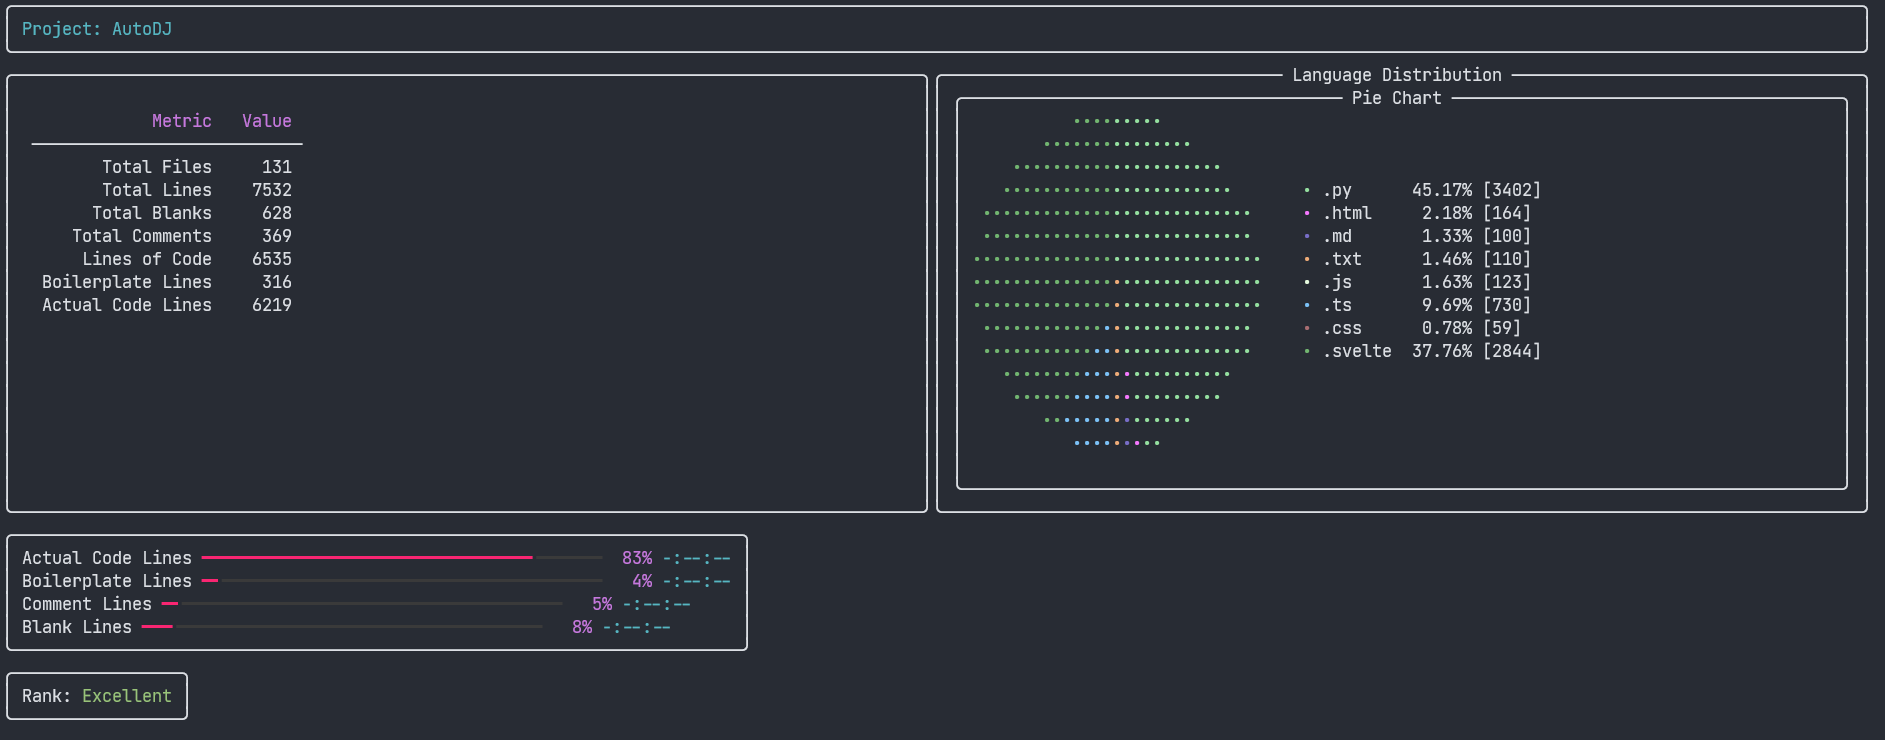 Project: AutoDJ
Metric Value
Total Files 131
Total Lines 7532
Total Blanks 628
Total Comments 369
Lines of Code 6535
Boilerplate Lines 316
Actual Code Lines 6219
Language Distribution
Pie Chart
.py 45.17% [3402]
.html 2.18% [164]
.md 1.33% [100]
.txt 1.46% [110]
.js 1.63% [123]
.ts 9.69% [730]
.css 0.78% [59]
.svelte 37.76% [2844]
Actual Code Lines 83% -:--:--
Boilerplate Lines 4% -:--:--
Comment Lines 5% -:--:--
Blank Lines 8% -:--:--
Rank: Excellent